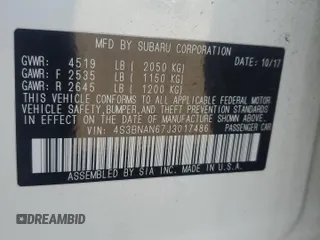 MFD BY SUBARU CORPORATION
GVWR: 4519 LB ( 2050 KG) DATE: 10/17
GAWR: F 2535 LB ( 1150 KG)
GAWR: R 2645 LB ( 1200 KG)
THIS VEHICLE CONFORMS TO ALL APPLICABLE FEDERAL MOTOR
VEHICLE SAFETY, BUMPER, AND THEFT PREVENTION STANDARDS
IN EFFECT ON THE DATE OF MANUFACTURE SHOWN ABOVE.
VIN: 4S3BNAN67J3017486 PASSENGER CAR
ASSEMBLED BY SIA INC. MADE IN U.S.A.
DREAMBID